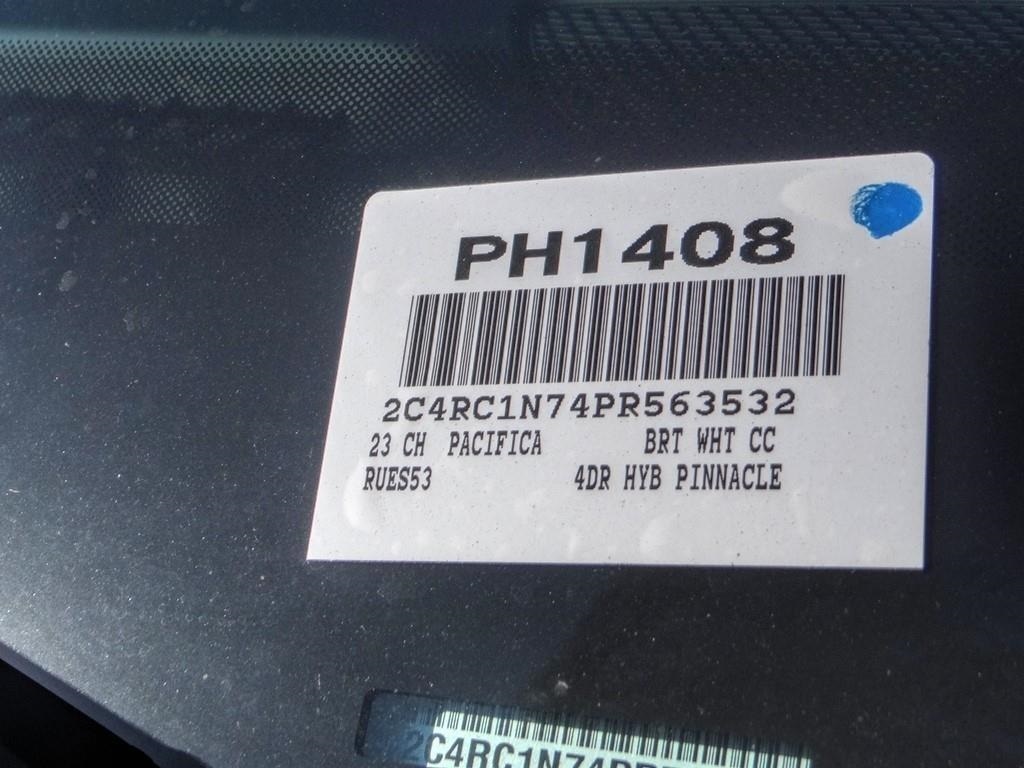 PH1408
2C4RC1N74PR563532
23 CH PACIFICA BRT WHT CC
RUES53 4DR HYB PINNACLE